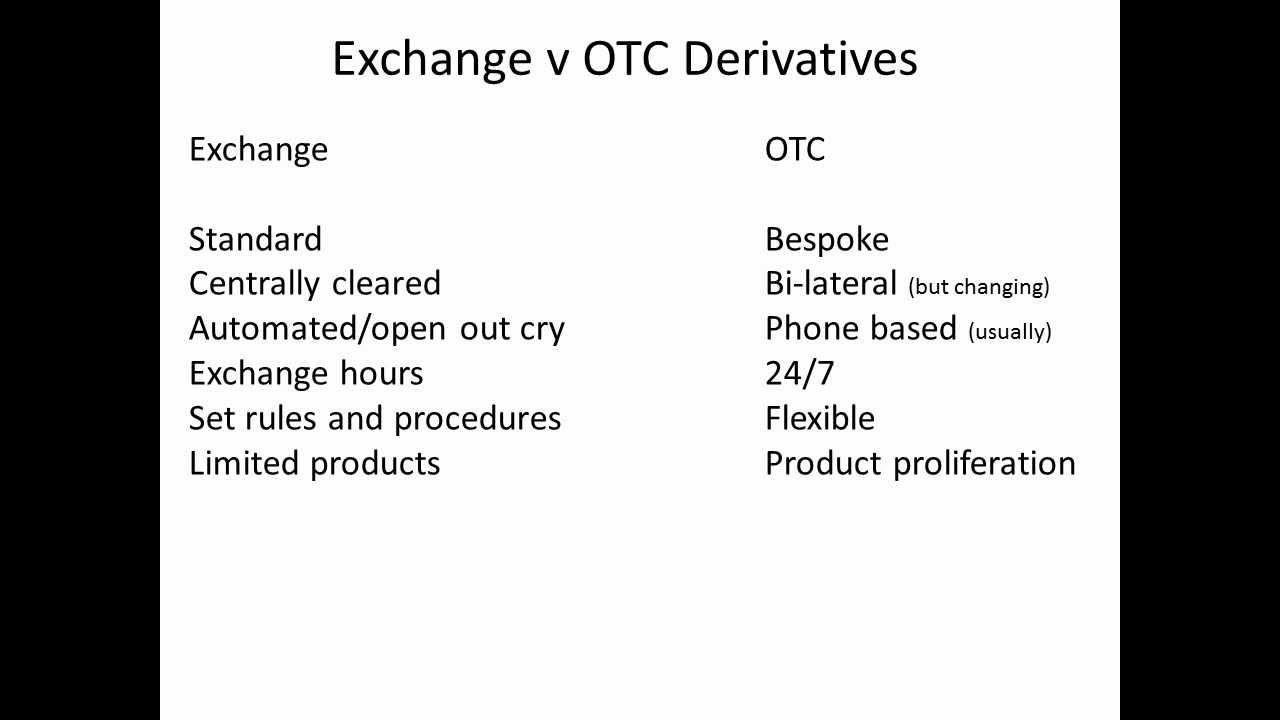 Exchange v OTC Derivatives
Exchange OTC
Standard Bespoke
Centrally cleared Bi-lateral (but changing)
Automated/open out cry Phone based (usually)
Exchange hours 24/7
Set rules and procedures Flexible
Limited products Product proliferation